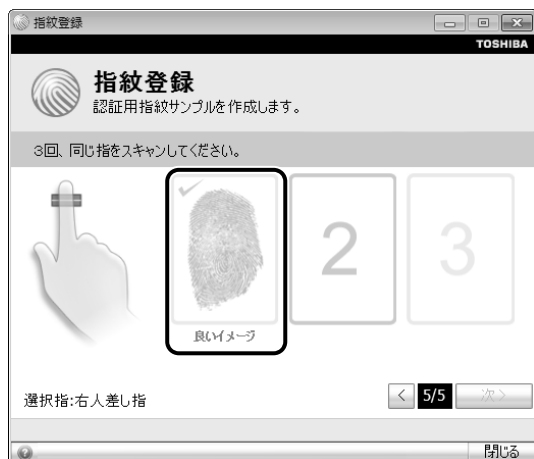 指紋登録
TOSHIBA
指紋登録
認証用指紋サンプルを作成します。
3回、同じ指をスキャンしてください。
2
3
良いイメージ
選択指:右人差し指
< 5/5 次>
閉じる